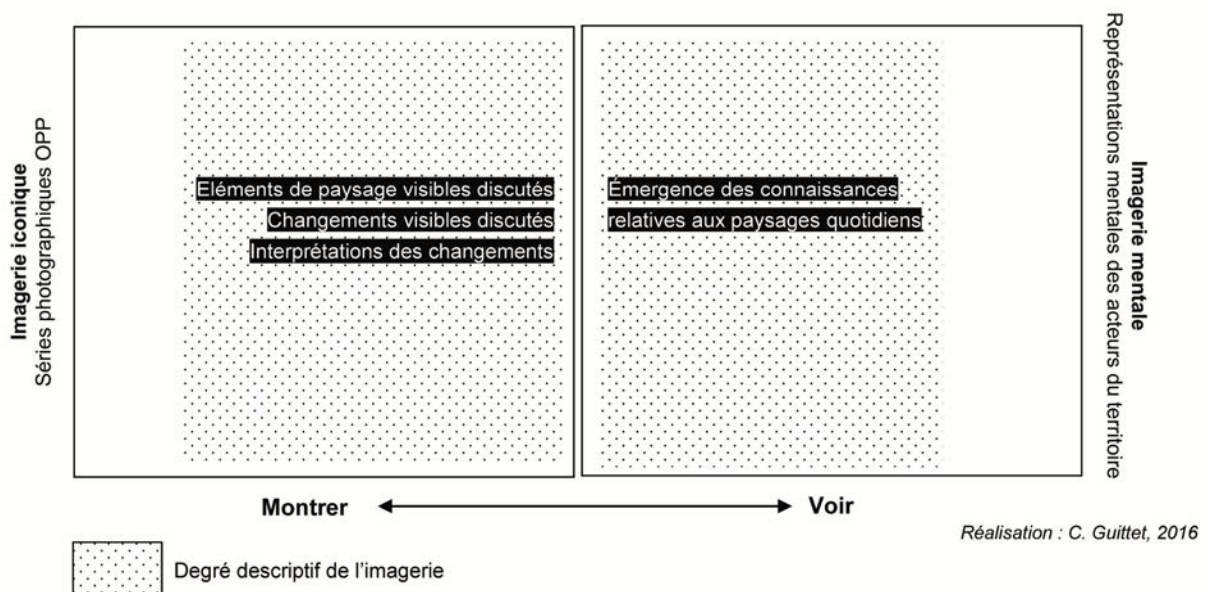 Imagerie iconique
Séries photographiques OPP
Eléments de paysage visibles discutés
Changements visibles discutés
Interprétations des changements
Émergence des connaissances
relatives aux paysages quotidiens
Imagerie mentale
Représentations mentales des acteurs du territoire
Montrer
Voir
Réalisation : C. Guittet, 2016
Degré descriptif de l'imagerie